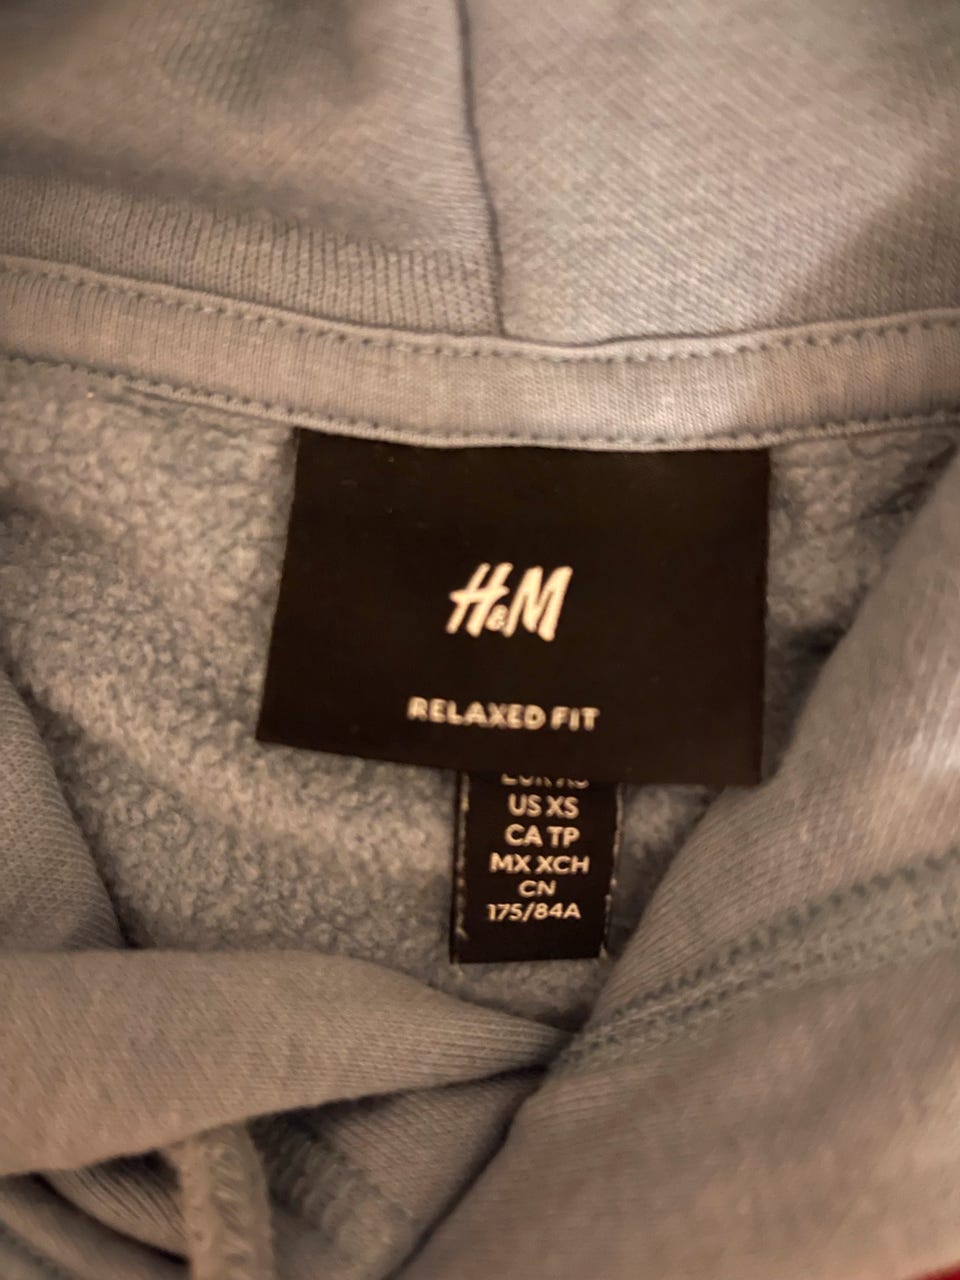 H&M
RELAXED FIT
US XS
CA TP
MX XCH
CN
175/84A